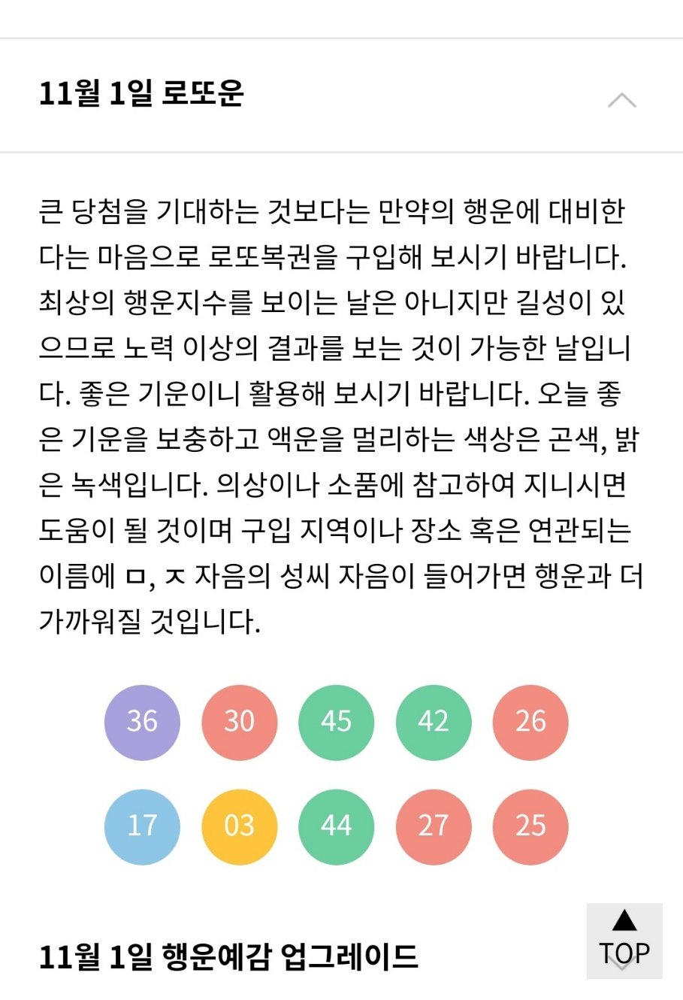 11월 1일 로또운
큰 당첨을 기대하는 것보다는 만약의 행운에 대비한
다는 마음으로 로또복권을 구입해 보시기 바랍니다.
최상의 행운지수를 보이는 날은 아니지만 길성이 있
으므로 노력 이상의 결과를 보는 것이 가능한 날입니
다. 좋은 기운이니 활용해 보시기 바랍니다. 오늘 좋
은 기운을 보충하고 액운을 멀리하는 색상은 곤색, 밝
은 녹색입니다. 의상이나 소품에 참고하여 지니시면
도움이 될 것이며 구입 지역이나 장소 혹은 연관되는
이름에 ㅁ, ㅈ 자음의 성씨 자음이 들어가면 행운과 더
가까워질 것입니다.
36 30 45 42 26
17 03 44 27 25
11월 1일 행운예감 업그레이드
TOP